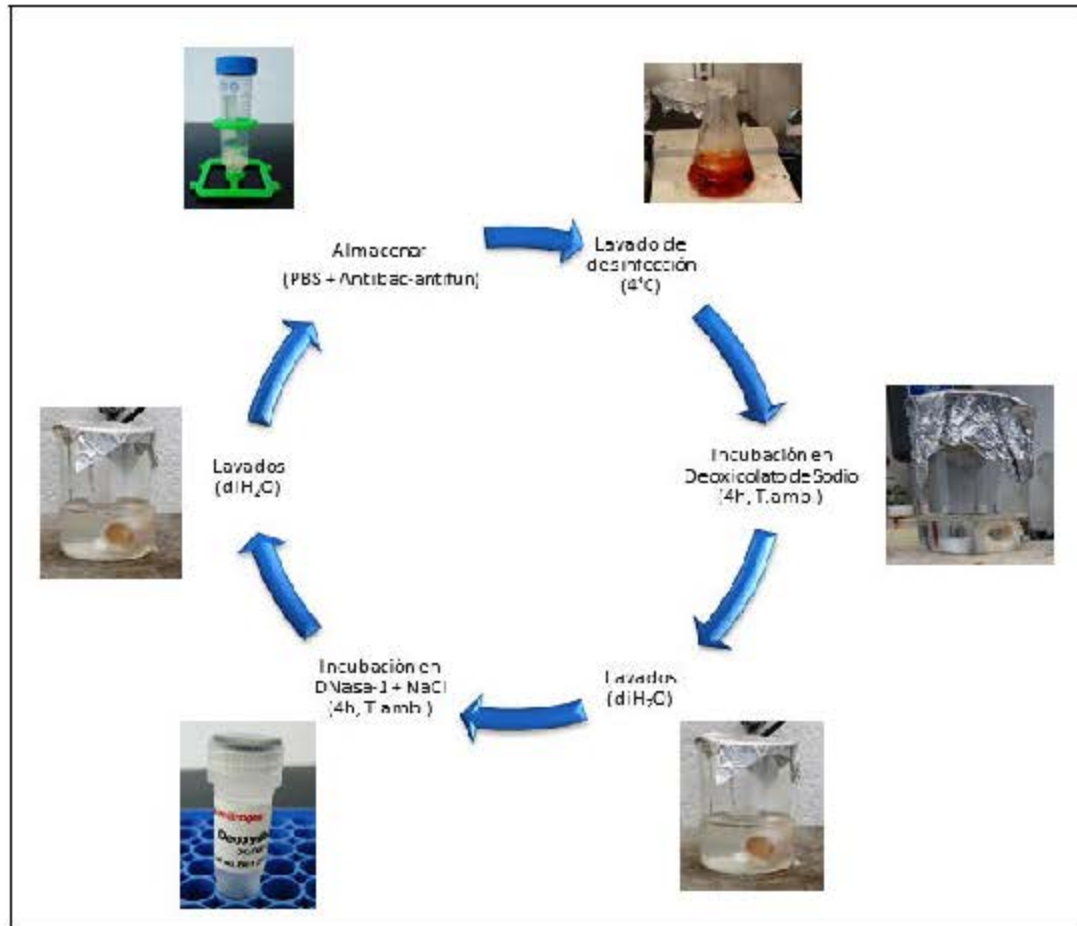 Almacenar
(PBS + Antibac-antifun)
Lavado de
desinfección
(4°C)
Incubación en
Deoxicolato de Sodio
(4h, T.amb.)
Lavados
(diH₂O)
Incubación en
DNasa-1 + NaCl
(4h, T.amb.)
Lavados
(diH₂O)